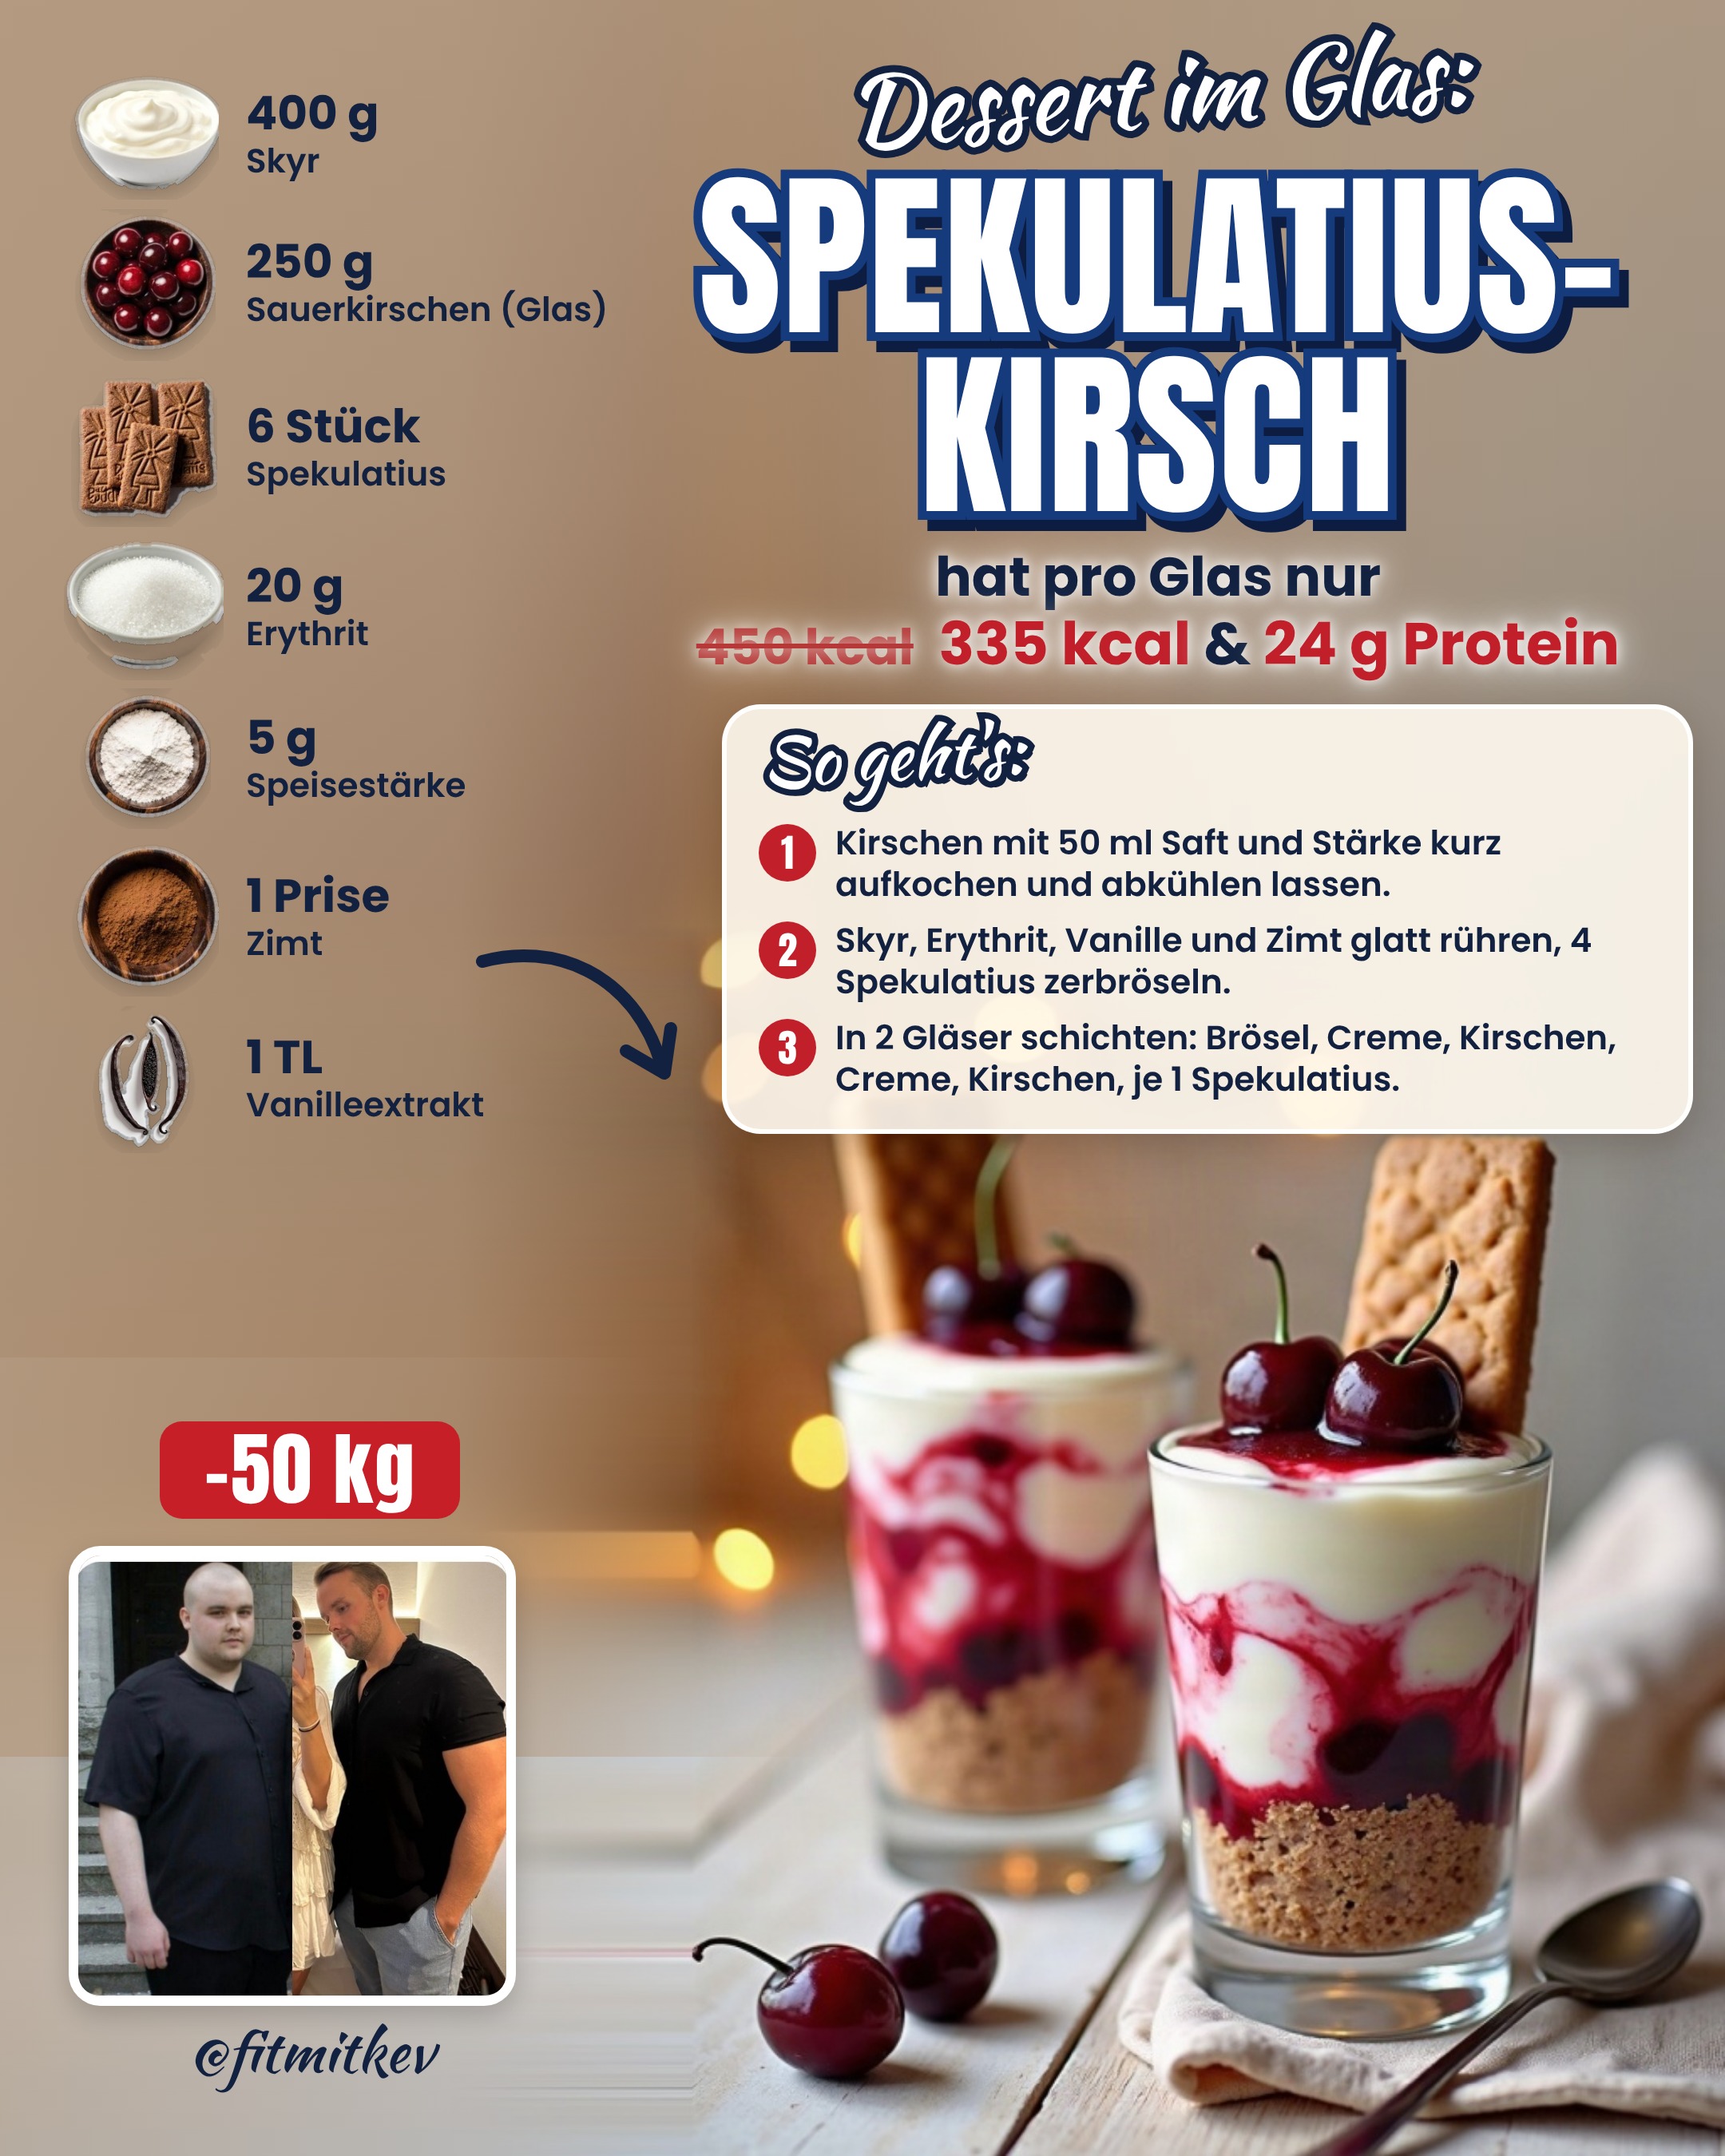 Dessert im Glas:
SPEKULATIUS-
KIRSCH
hat pro Glas nur
450 kcal 335 kcal & 24 g Protein
400 g
Skyr
250 g
Sauerkirschen (Glas)
6 Stück
Spekulatius
20 g
Erythrit
5 g
Speisestärke
1 Prise
Zimt
1 TL
Vanilleextrakt
So geht's:
1 Kirschen mit 50 ml Saft und Stärke kurz
aufkochen und abkühlen lassen.
2 Skyr, Erythrit, Vanille und Zimt glatt rühren, 4
Spekulatius zerbröseln.
3 In 2 Gläser schichten: Brösel, Creme, Kirschen,
Creme, Kirschen, je 1 Spekulatius.
-50 kg
@fitmitkev